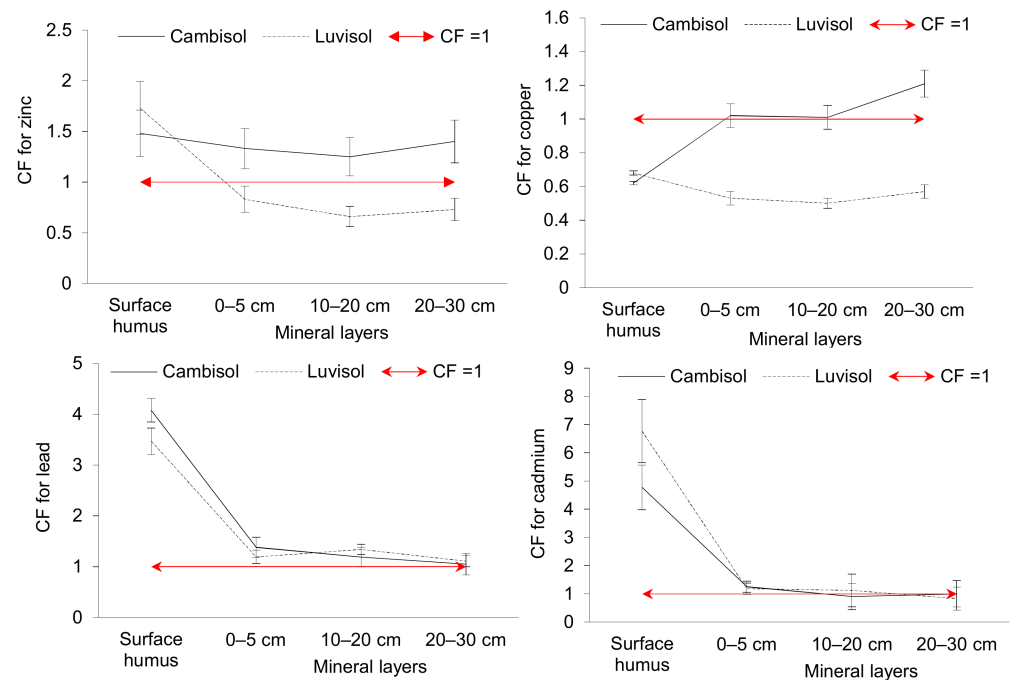 Cambisol Luvisol CF =1
CF for zinc
2.5
2
1.5
1
0.5
0
Surface humus 0–5 cm 10–20 cm 20–30 cm
Mineral layers
Cambisol Luvisol CF =1
CF for copper
1.6
1.4
1.2
1
0.8
0.6
0.4
0.2
0
Surface humus 0–5 cm 10–20 cm 20–30 cm
Mineral layers
Cambisol Luvisol CF =1
CF for lead
5
4
3
2
1
0
Surface humus 0–5 cm 10–20 cm 20–30 cm
Mineral layers
Cambisol Luvisol CF =1
CF for cadmium
9
8
7
6
5
4
3
2
1
0
Surface humus 0–5 cm 10–20 cm 20–30 cm
Mineral layers